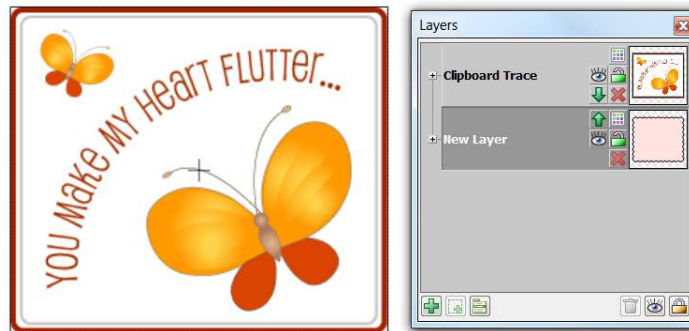 YOU MAKE MY HEART FLUTTER...
Layers
Clipboard Trace
New Layer